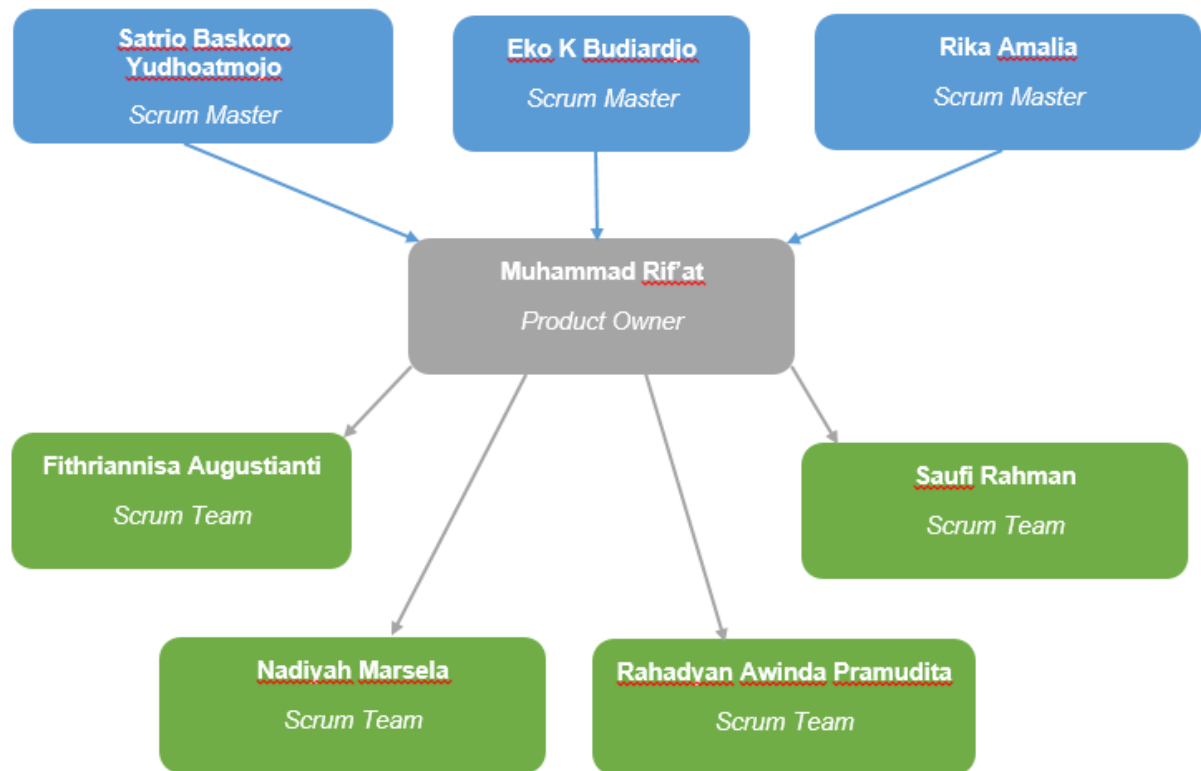 Satrio Baskoro
Yudhoatmojo
Scrum Master
Eko K Budiardjo
Scrum Master
Rika Amalia
Scrum Master
Muhammad Rif’at
Product Owner
Fithriannisa Augustianti
Scrum Team
Saufi Rahman
Scrum Team
Nadiyah Marsela
Scrum Team
Rahadyan Awinda Pramudita
Scrum Team